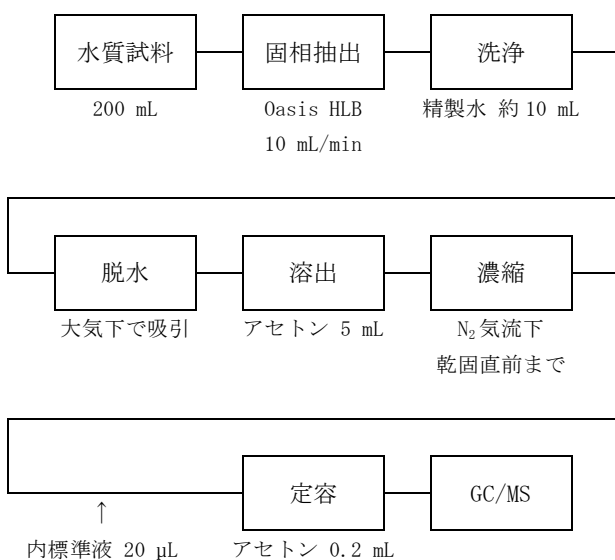 水質試料
固相抽出
洗浄
200 mL
Oasis HLB
精製水 約 10 mL
10 mL/min
脱水
溶出
濃縮
大気下で吸引
アセトン 5 mL
N₂ 気流下
乾固直前まで
定容
GC/MS
↑
内標準液 20 µL
アセトン 0.2 mL